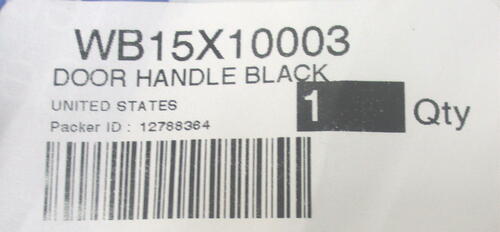 WB15X10003
DOOR HANDLE BLACK
UNITED STATES
1 Qty
Packer ID : 12788364